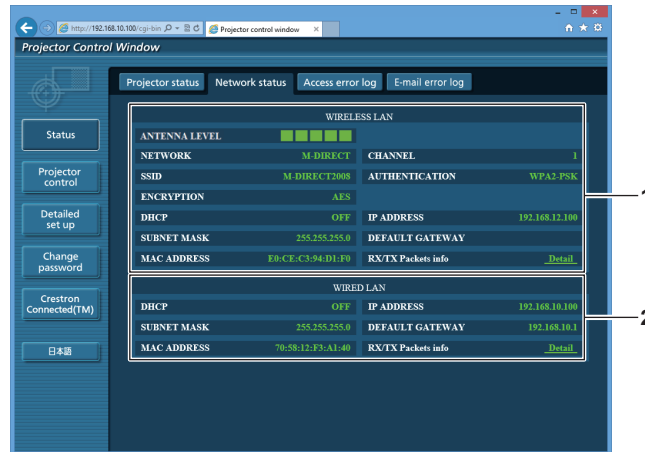 http://192.168.10.100/cgi-bin
Projector control window
Projector Control Window
Projector status Network status Access error log E-mail error log
Status
Projector control
Detailed set up
Change password
Crestron Connected(TM)
日本語
WIRELESS LAN
ANTENNA LEVEL
NETWORK M-DIRECT CHANNEL 1
SSID M-DIRECT2008 AUTHENTICATION WPA2-PSK
ENCRYPTION AES
DHCP OFF IP ADDRESS 192.168.12.100
SUBNET MASK 255.255.255.0 DEFAULT GATEWAY
MAC ADDRESS E0:CE:C3:94:D1:F0 RX/TX Packets info Detail
1
WIRED LAN
DHCP OFF IP ADDRESS 192.168.10.100
SUBNET MASK 255.255.255.0 DEFAULT GATEWAY 192.168.10.1
MAC ADDRESS 70:58:12:F3:A1:40 RX/TX Packets info Detail
2